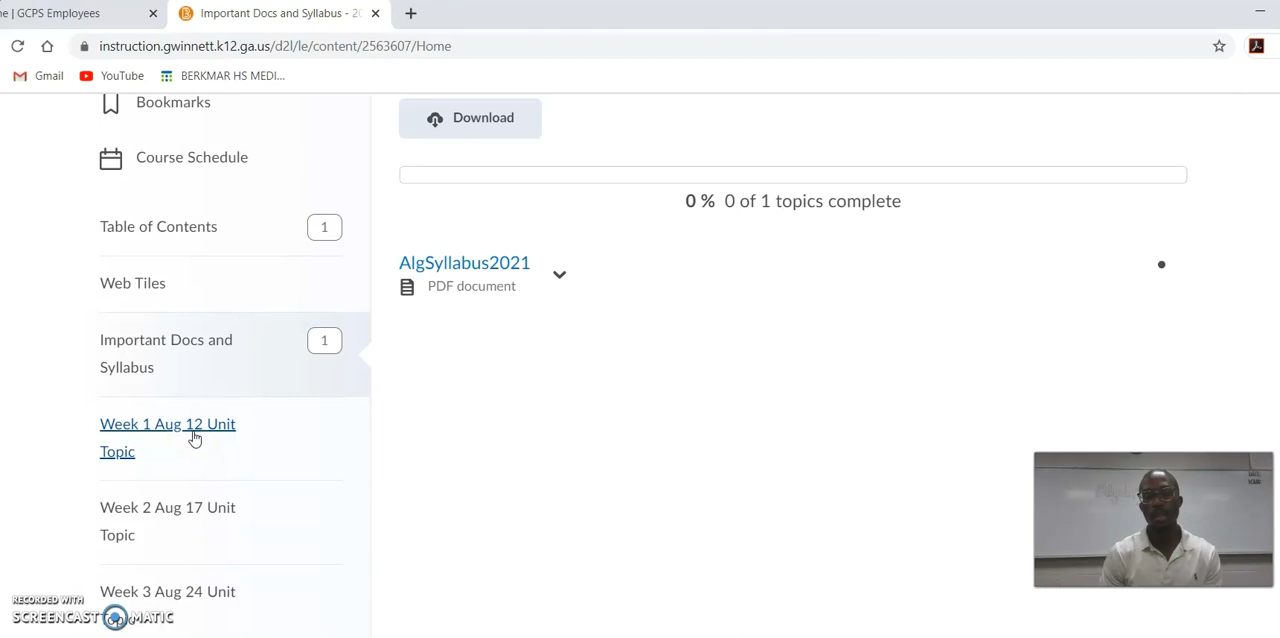 ne | GCPS Employees
Important Docs and Syllabus - 20
instruction.gwinnett.k12.ga.us/d2l/le/content/2563607/Home
Gmail
YouTube
BERKMAR HS MEDI...
Bookmarks
Course Schedule
Table of Contents
1
Web Tiles
Important Docs and
Syllabus
1
Week 1 Aug 12 Unit
Topic
Week 2 Aug 17 Unit
Topic
Week 3 Aug 24 Unit
Topic
Download
0 % 0 of 1 topics complete
AlgSyllabus2021
PDF document
RECORDED WITH
SCREENCAST MATIC